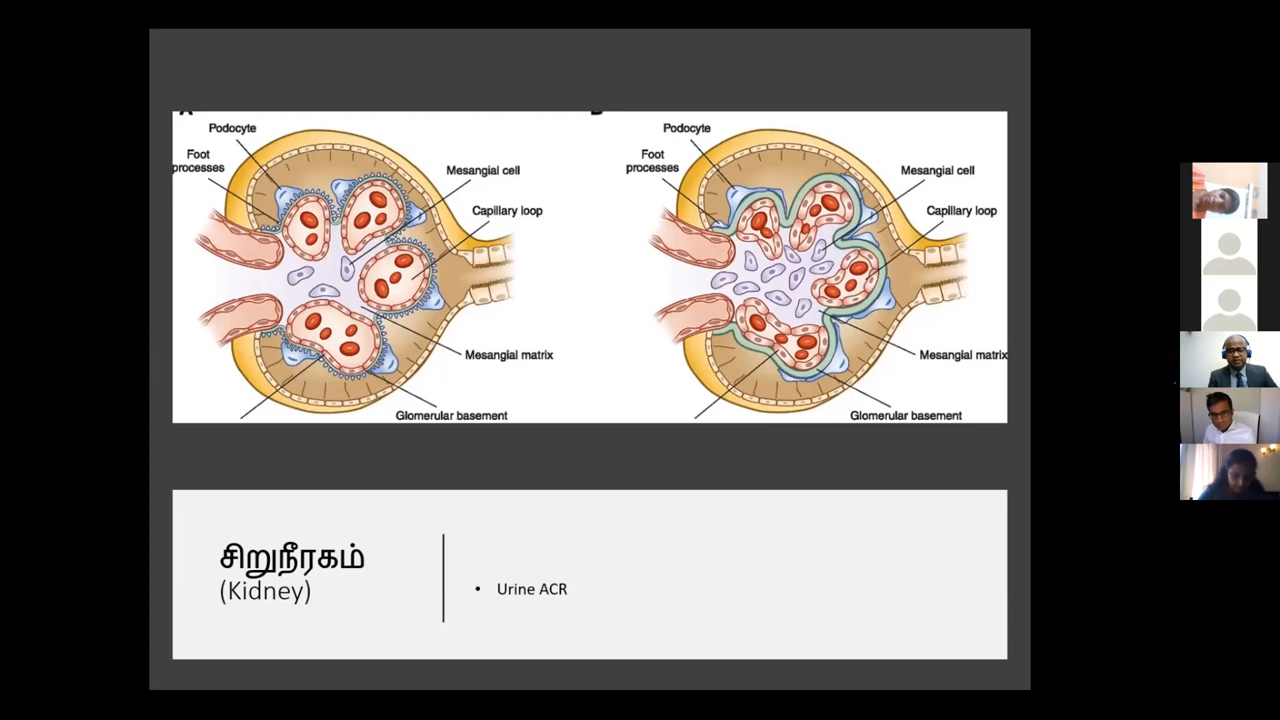 Podocyte
Foot
processes
Mesangial cell
Capillary loop
Mesangial matrix
Glomerular basement
Podocyte
Foot
processes
Mesangial cell
Capillary loop
Mesangial matrix
Glomerular basement
சிறுநீரகம்
(Kidney)
• Urine ACR